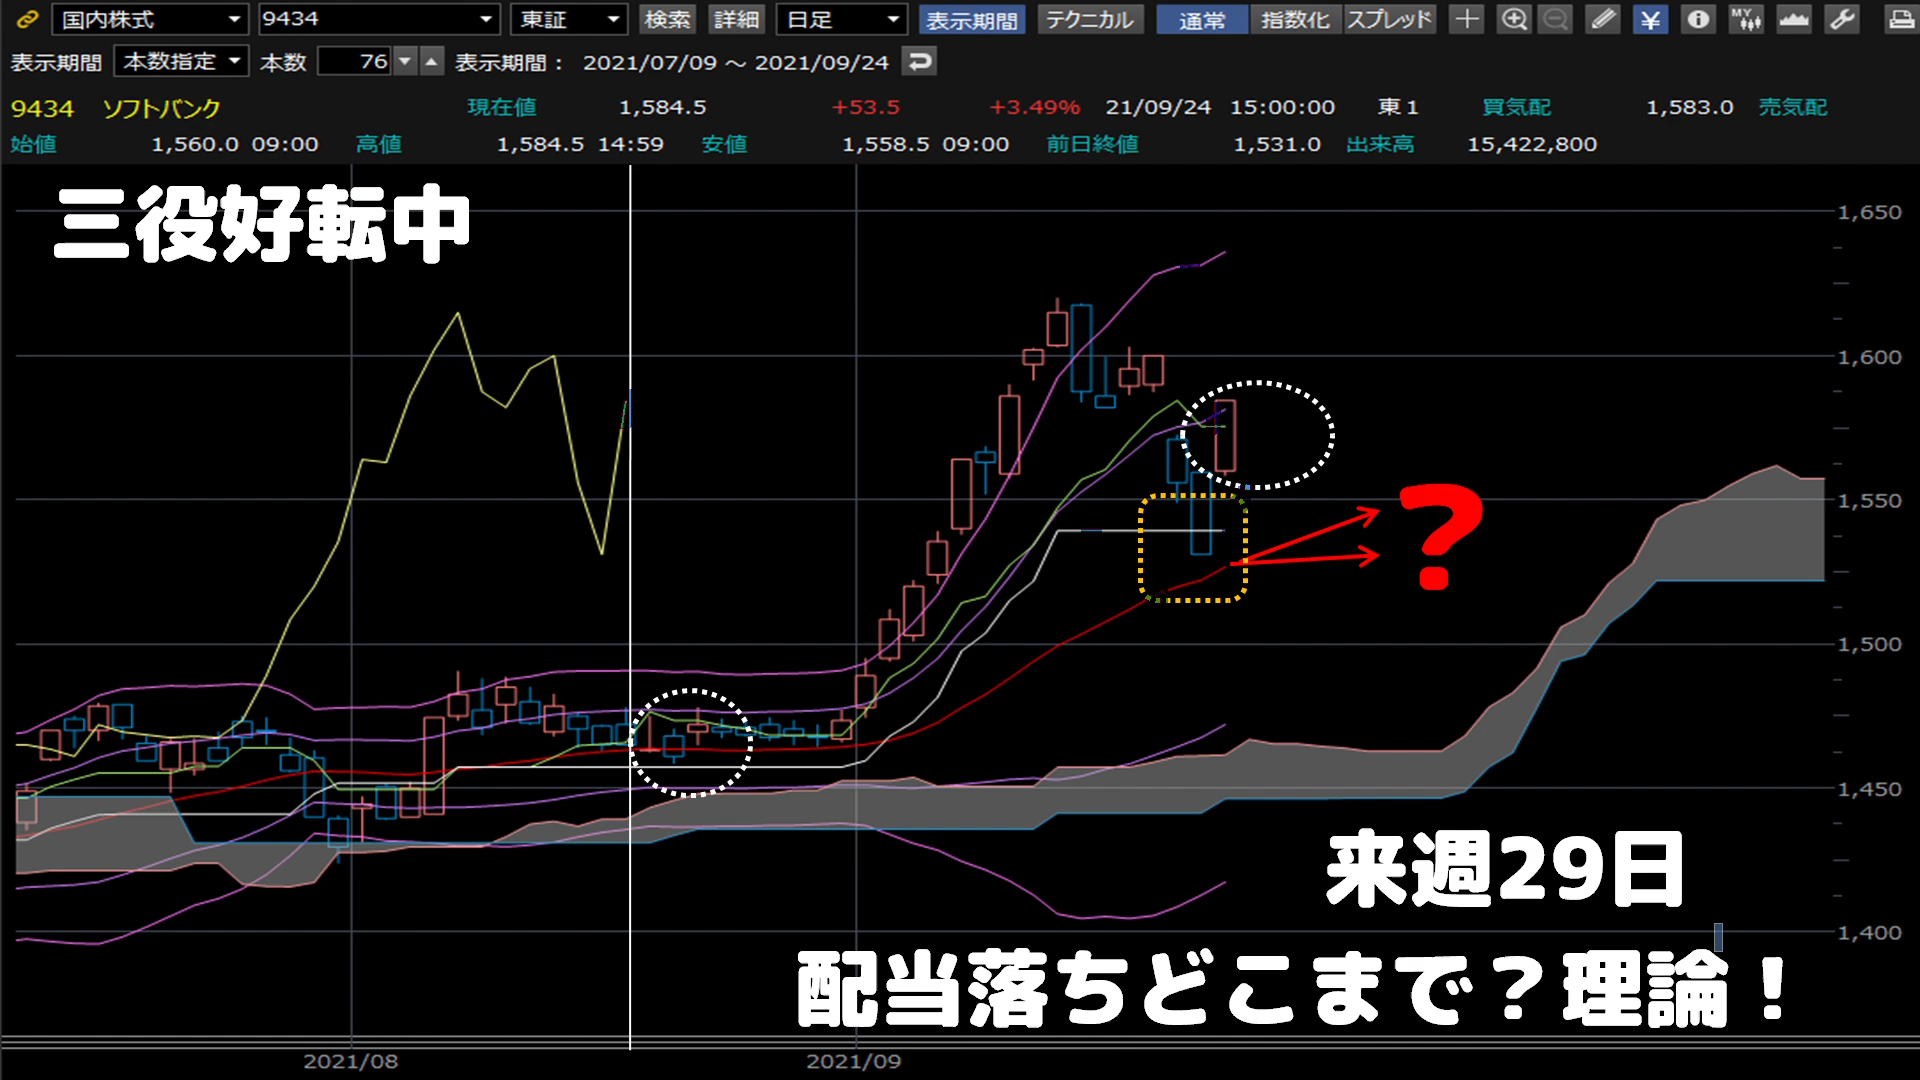 国内株式 9434 東証 検索 詳細 日足 表示期間 テクニカル 通常 指数化 スプレッド ¥ MY
表示期間 本数指定 本数 76 表示期間： 2021/07/09 ～ 2021/09/24
9434 ソフトバンク 現在値 1,584.5 +53.5 +3.49% 21/09/24 15:00:00 東1 買気配 1,583.0 売気配
始値 1,560.0 09:00 高値 1,584.5 14:59 安値 1,558.5 09:00 前日終値 1,531.0 出来高 15,422,800
三役好転中
1,650
1,600
?
1,550
1,500
1,450
来週29日
1,400
配当落ちどこまで？理論！
2021/08 2021/09